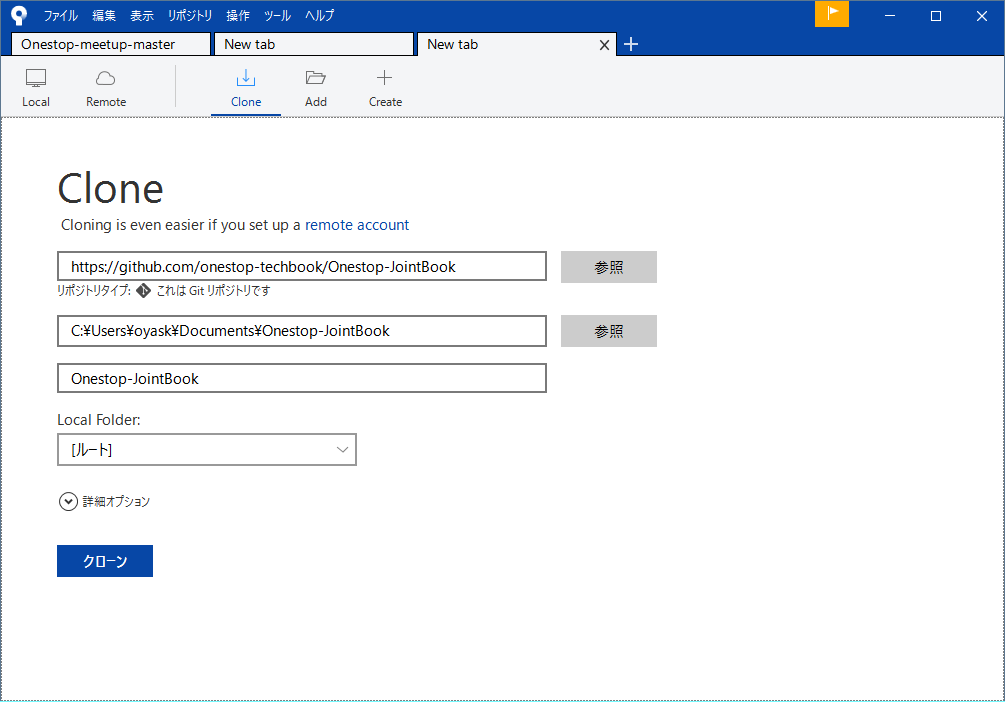 ファイル 編集 表示 リポジトリ 操作 ツール ヘルプ
Onestop-meetup-master New tab New tab
Local Remote Clone Add Create
Clone
Cloning is even easier if you set up a remote account
https://github.com/onestop-techbook/Onestop-JointBook 参照
リポジトリタイプ: これは Git リポジトリです
C:¥Users¥oyask¥Documents¥Onestop-JointBook 参照
Onestop-JointBook
Local Folder:
[ルート]
詳細オプション
クローン